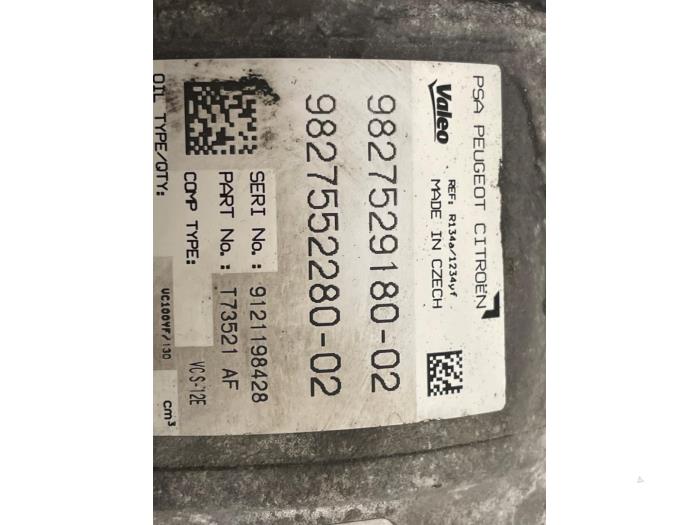 PSA PEUGEOT CITROËN
Valeo
REF: R134a/1234yf
MADE IN CZECH
9827529180-02
9827552280-02
SERI No.: 9121198428
PART No.: T73521 AF
COMP TYPE: VCS-12E
OIL TYPE/QTY: UC100YF/130 cm³